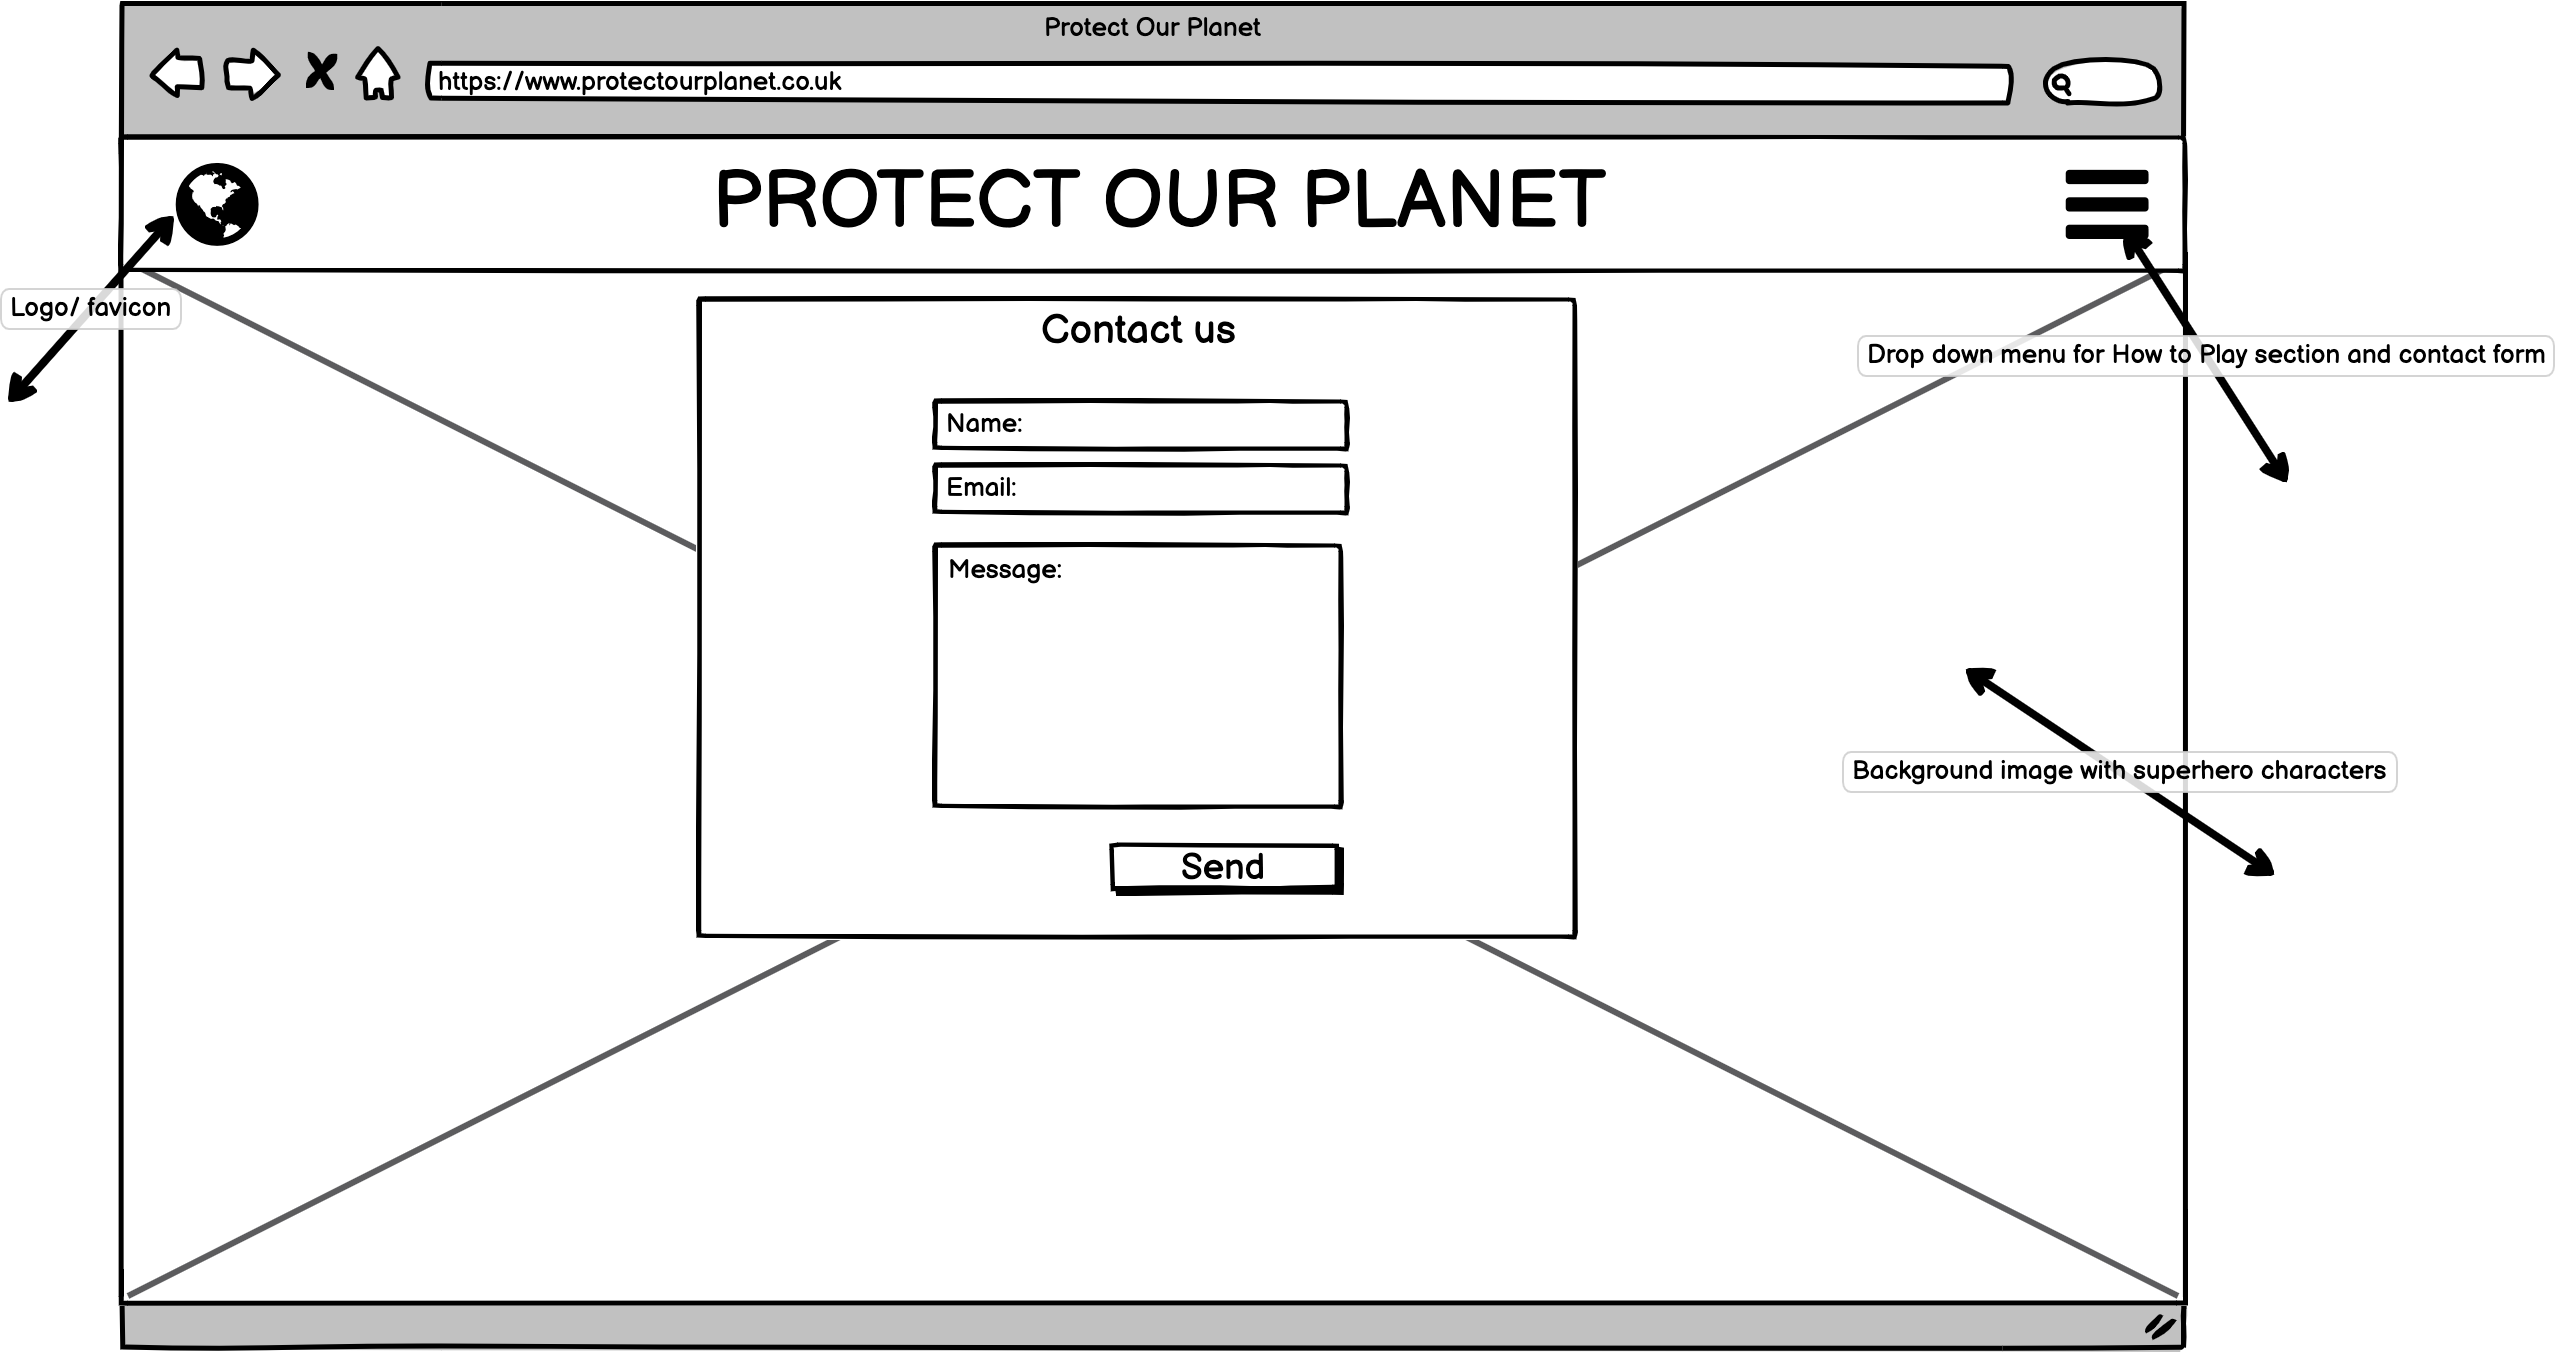 Protect Our Planet
https://www.protectourplanet.co.uk
PROTECT OUR PLANET
Logo/ favicon
Contact us
Drop down menu for How to Play section and contact form
Name:
Email:
Message:
Background image with superhero characters
Send